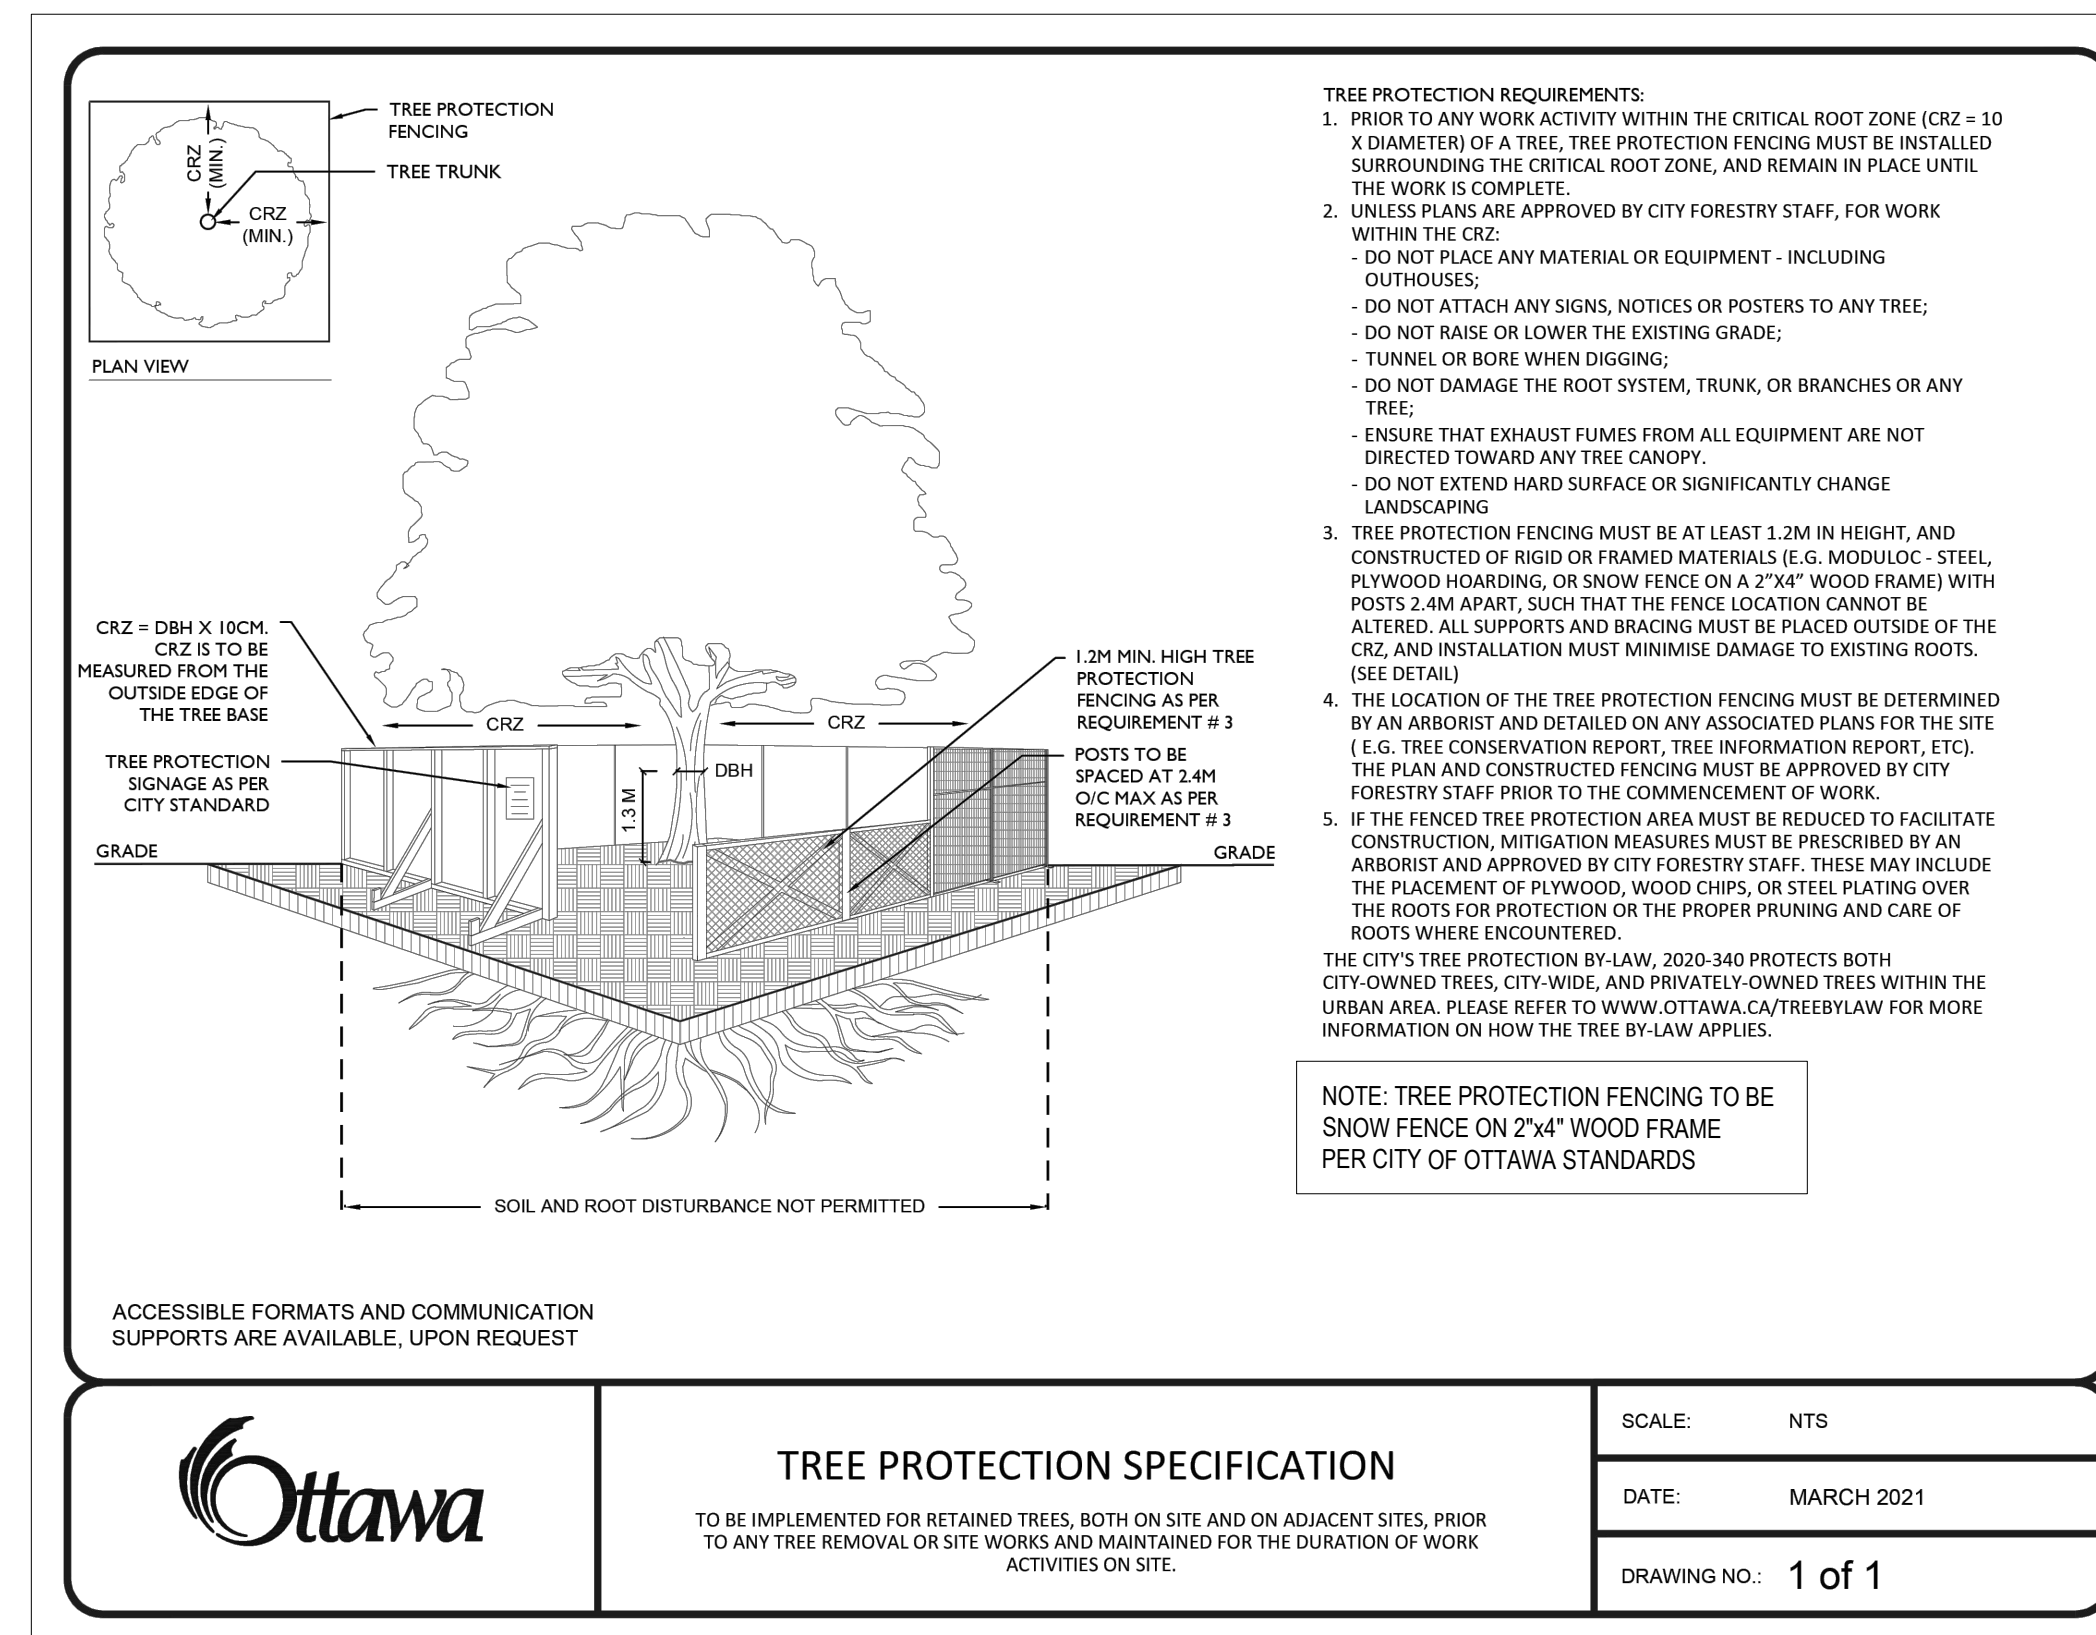 TREE PROTECTION
FENCING
TREE TRUNK
CRZ
(MIN.)
CRZ
(MIN.)
PLAN VIEW
CRZ = DBH X 10CM.
CRZ IS TO BE
MEASURED FROM THE
OUTSIDE EDGE OF
THE TREE BASE
TREE PROTECTION
SIGNAGE AS PER
CITY STANDARD
GRADE
CRZ
CRZ
DBH
1.3 M
1.2M MIN. HIGH TREE
PROTECTION
FENCING AS PER
REQUIREMENT # 3
POSTS TO BE
SPACED AT 2.4M
O/C MAX AS PER
REQUIREMENT # 3
GRADE
SOIL AND ROOT DISTURBANCE NOT PERMITTED
ACCESSIBLE FORMATS AND COMMUNICATION
SUPPORTS ARE AVAILABLE, UPON REQUEST
TREE PROTECTION REQUIREMENTS:
1. PRIOR TO ANY WORK ACTIVITY WITHIN THE CRITICAL ROOT ZONE (CRZ = 10
X DIAMETER) OF A TREE, TREE PROTECTION FENCING MUST BE INSTALLED
SURROUNDING THE CRITICAL ROOT ZONE, AND REMAIN IN PLACE UNTIL
THE WORK IS COMPLETE.
2. UNLESS PLANS ARE APPROVED BY CITY FORESTRY STAFF, FOR WORK
WITHIN THE CRZ:
- DO NOT PLACE ANY MATERIAL OR EQUIPMENT - INCLUDING
OUTHOUSES;
- DO NOT ATTACH ANY SIGNS, NOTICES OR POSTERS TO ANY TREE;
- DO NOT RAISE OR LOWER THE EXISTING GRADE;
- TUNNEL OR BORE WHEN DIGGING;
- DO NOT DAMAGE THE ROOT SYSTEM, TRUNK, OR BRANCHES OR ANY
TREE;
- ENSURE THAT EXHAUST FUMES FROM ALL EQUIPMENT ARE NOT
DIRECTED TOWARD ANY TREE CANOPY.
- DO NOT EXTEND HARD SURFACE OR SIGNIFICANTLY CHANGE
LANDSCAPING
3. TREE PROTECTION FENCING MUST BE AT LEAST 1.2M IN HEIGHT, AND
CONSTRUCTED OF RIGID OR FRAMED MATERIALS (E.G. MODULOC - STEEL,
PLYWOOD HOARDING, OR SNOW FENCE ON A 2”X4” WOOD FRAME) WITH
POSTS 2.4M APART, SUCH THAT THE FENCE LOCATION CANNOT BE
ALTERED. ALL SUPPORTS AND BRACING MUST BE PLACED OUTSIDE OF THE
CRZ, AND INSTALLATION MUST MINIMISE DAMAGE TO EXISTING ROOTS.
(SEE DETAIL)
4. THE LOCATION OF THE TREE PROTECTION FENCING MUST BE DETERMINED
BY AN ARBORIST AND DETAILED ON ANY ASSOCIATED PLANS FOR THE SITE
( E.G. TREE CONSERVATION REPORT, TREE INFORMATION REPORT, ETC).
THE PLAN AND CONSTRUCTED FENCING MUST BE APPROVED BY CITY
FORESTRY STAFF PRIOR TO THE COMMENCEMENT OF WORK.
5. IF THE FENCED TREE PROTECTION AREA MUST BE REDUCED TO FACILITATE
CONSTRUCTION, MITIGATION MEASURES MUST BE PRESCRIBED BY AN
ARBORIST AND APPROVED BY CITY FORESTRY STAFF. THESE MAY INCLUDE
THE PLACEMENT OF PLYWOOD, WOOD CHIPS, OR STEEL PLATING OVER
THE ROOTS FOR PROTECTION OR THE PROPER PRUNING AND CARE OF
ROOTS WHERE ENCOUNTERED.
THE CITY'S TREE PROTECTION BY-LAW, 2020-340 PROTECTS BOTH
CITY-OWNED TREES, CITY-WIDE, AND PRIVATELY-OWNED TREES WITHIN THE
URBAN AREA. PLEASE REFER TO WWW.OTTAWA.CA/TREEBYLAW FOR MORE
INFORMATION ON HOW THE TREE BY-LAW APPLIES.
NOTE: TREE PROTECTION FENCING TO BE
SNOW FENCE ON 2"x4" WOOD FRAME
PER CITY OF OTTAWA STANDARDS
Ottawa
TREE PROTECTION SPECIFICATION
TO BE IMPLEMENTED FOR RETAINED TREES, BOTH ON SITE AND ON ADJACENT SITES, PRIOR
TO ANY TREE REMOVAL OR SITE WORKS AND MAINTAINED FOR THE DURATION OF WORK
ACTIVITIES ON SITE.
SCALE: NTS
DATE: MARCH 2021
DRAWING NO.: 1 of 1